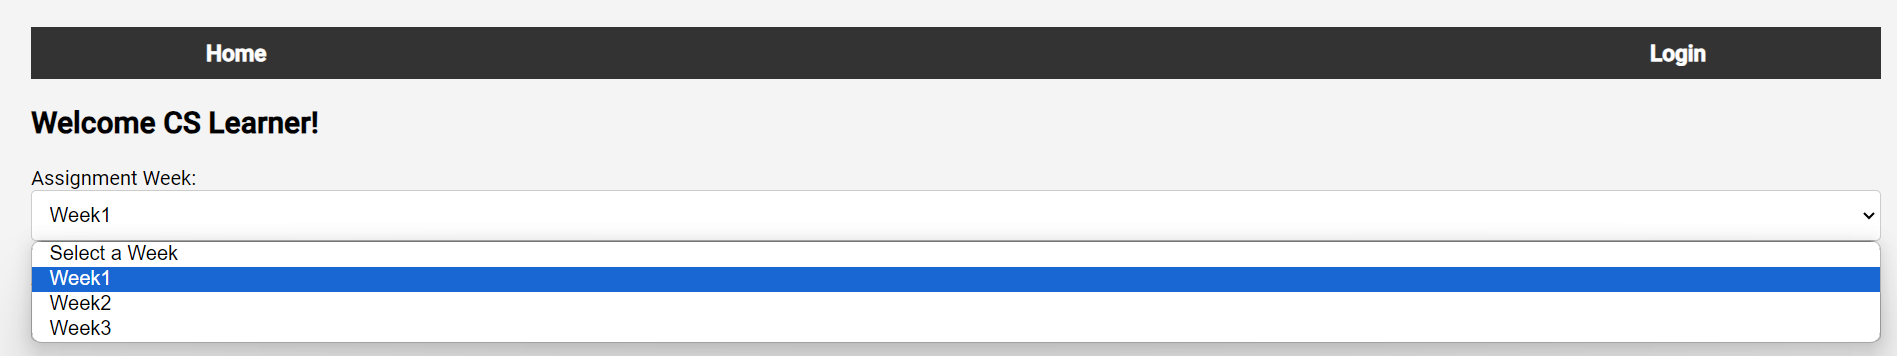 Home Login
Welcome CS Learner!
Assignment Week:
Week1
Select a Week
Week1
Week2
Week3